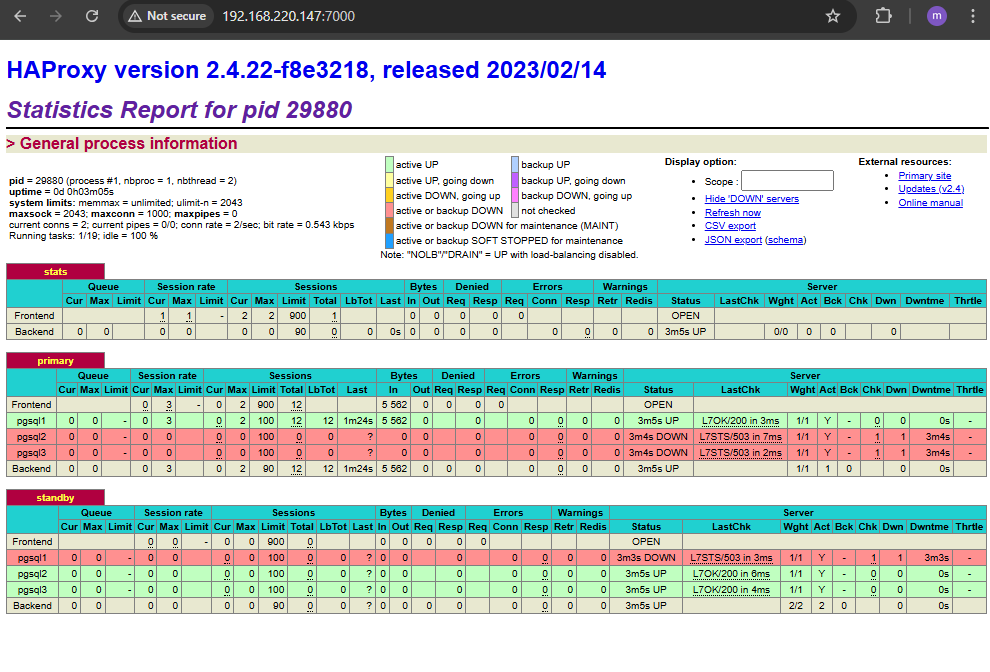 Not secure 192.168.220.147:7000 m
HAProxy version 2.4.22-f8e3218, released 2023/02/14
Statistics Report for pid 29880
> General process information
pid = 29880 (process #1, nbproc = 1, nbthread = 2)
uptime = 0d 0h03m05s
system limits: memmax = unlimited; ulimit-n = 2043
maxsock = 2043; maxconn = 1000; maxpipes = 0
current conns = 2; current pipes = 0/0; conn rate = 2/sec; bit rate = 0.543 kbps
Running tasks: 1/19; idle = 100 %
active UP backup UP
active UP, going down backup UP, going down
active DOWN, going up backup DOWN, going up
active or backup DOWN not checked
active or backup DOWN for maintenance (MAINT)
active or backup SOFT STOPPED for maintenance
Note: "NOLB"/"DRAIN" = UP with load-balancing disabled.
Display option:
• Scope :
• Hide 'DOWN' servers
• Refresh now
• CSV export
• JSON export (schema)
External resources:
• Primary site
• Updates (v2.4)
• Online manual
stats
Queue Session rate Sessions Bytes Denied Errors Warnings Server
Cur Max Limit Cur Max Limit Cur Max Limit Total LbTot Last In Out Req Resp Req Conn Resp Retr Redis Status LastChk Wght Act Bck Chk Dwn Dwntme Thrtle
Frontend 1 1 - 2 2 900 1 0 0 0 0 0 OPEN
Backend 0 0 0 0 0 0 90 0 0 0s 0 0 0 0 0 0 0 0 3m5s UP 0/0 0 0 0
primary
Queue Session rate Sessions Bytes Denied Errors Warnings Server
Cur Max Limit Cur Max Limit Cur Max Limit Total LbTot Last In Out Req Resp Req Conn Resp Retr Redis Status LastChk Wght Act Bck Chk Dwn Dwntme Thrtle
Frontend 0 3 - 0 2 900 12 5 562 0 0 0 0 OPEN
pgsql1 0 0 - 0 3 0 2 100 12 12 1m24s 5 562 0 0 0 0 0 0 3m5s UP L7OK/200 in 3ms 1/1 Y - 0 0 0s -
pgsql2 0 0 - 0 0 0 0 100 0 0 ? 0 0 0 0 0 0 0 3m4s DOWN L7STS/503 in 7ms 1/1 Y - 1 1 3m4s -
pgsql3 0 0 - 0 0 0 0 100 0 0 ? 0 0 0 0 0 0 0 3m4s DOWN L7STS/503 in 2ms 1/1 Y - 1 1 3m4s -
Backend 0 0 0 3 0 2 90 12 12 1m24s 5 562 0 0 0 0 0 0 0 3m5s UP 1/1 1 0 0 0s
standby
Queue Session rate Sessions Bytes Denied Errors Warnings Server
Cur Max Limit Cur Max Limit Cur Max Limit Total LbTot Last In Out Req Resp Req Conn Resp Retr Redis Status LastChk Wght Act Bck Chk Dwn Dwntme Thrtle
Frontend 0 0 - 0 0 900 0 0 0 0 0 0 OPEN
pgsql1 0 0 - 0 0 0 0 100 0 0 ? 0 0 0 0 0 0 0 3m3s DOWN L7STS/503 in 3ms 1/1 Y - 1 1 3m3s -
pgsql2 0 0 - 0 0 0 0 100 0 0 ? 0 0 0 0 0 0 0 3m5s UP L7OK/200 in 6ms 1/1 Y - 0 0 0s -
pgsql3 0 0 - 0 0 0 0 100 0 0 ? 0 0 0 0 0 0 0 3m5s UP L7OK/200 in 4ms 1/1 Y - 0 0 0s -
Backend 0 0 0 0 0 0 90 0 0 ? 0 0 0 0 0 0 0 0 3m5s UP 2/2 2 0 0 0s